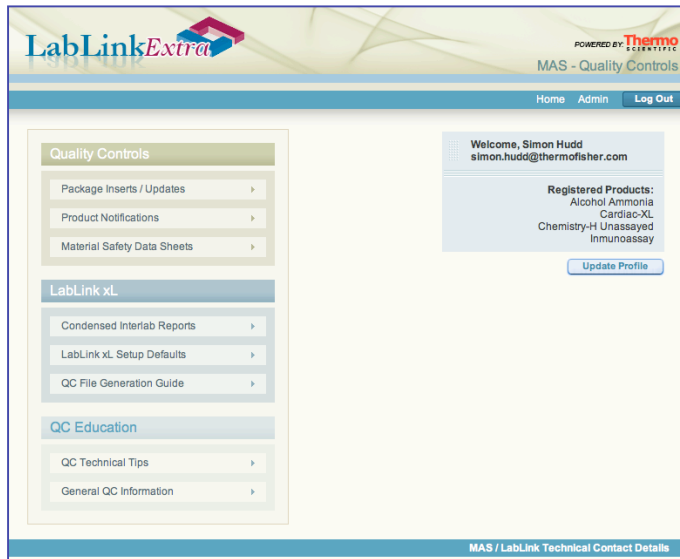 LabLinkExtra
POWERED BY Thermo
SCIENTIFIC
MAS - Quality Controls
Home Admin Log Out
Quality Controls
Package Inserts / Updates
Product Notifications
Material Safety Data Sheets
LabLink xL
Condensed Interlab Reports
LabLink xL Setup Defaults
QC File Generation Guide
QC Education
QC Technical Tips
General QC Information
Welcome, Simon Hudd
simon.hudd@thermofisher.com
Registered Products:
Alcohol Ammonia
Cardiac-XL
Chemistry-H Unassayed
Inmunoassay
Update Profile
MAS / LabLink Technical Contact Details